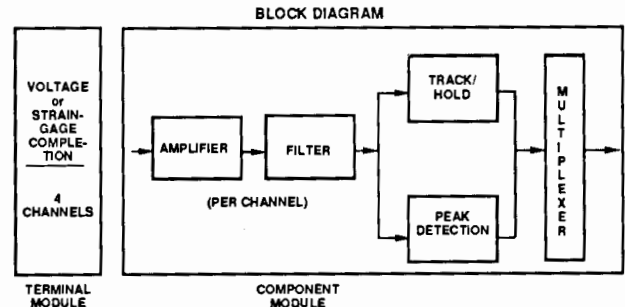 BLOCK DIAGRAM
VOLTAGE
or
STRAIN-
GAGE
COMPLE-
TION
4
CHANNELS
AMPLIFIER
FILTER
(PER CHANNEL)
TRACK/
HOLD
PEAK
DETECTION
MULTIPLEXER
TERMINAL
MODULE
COMPONENT
MODULE